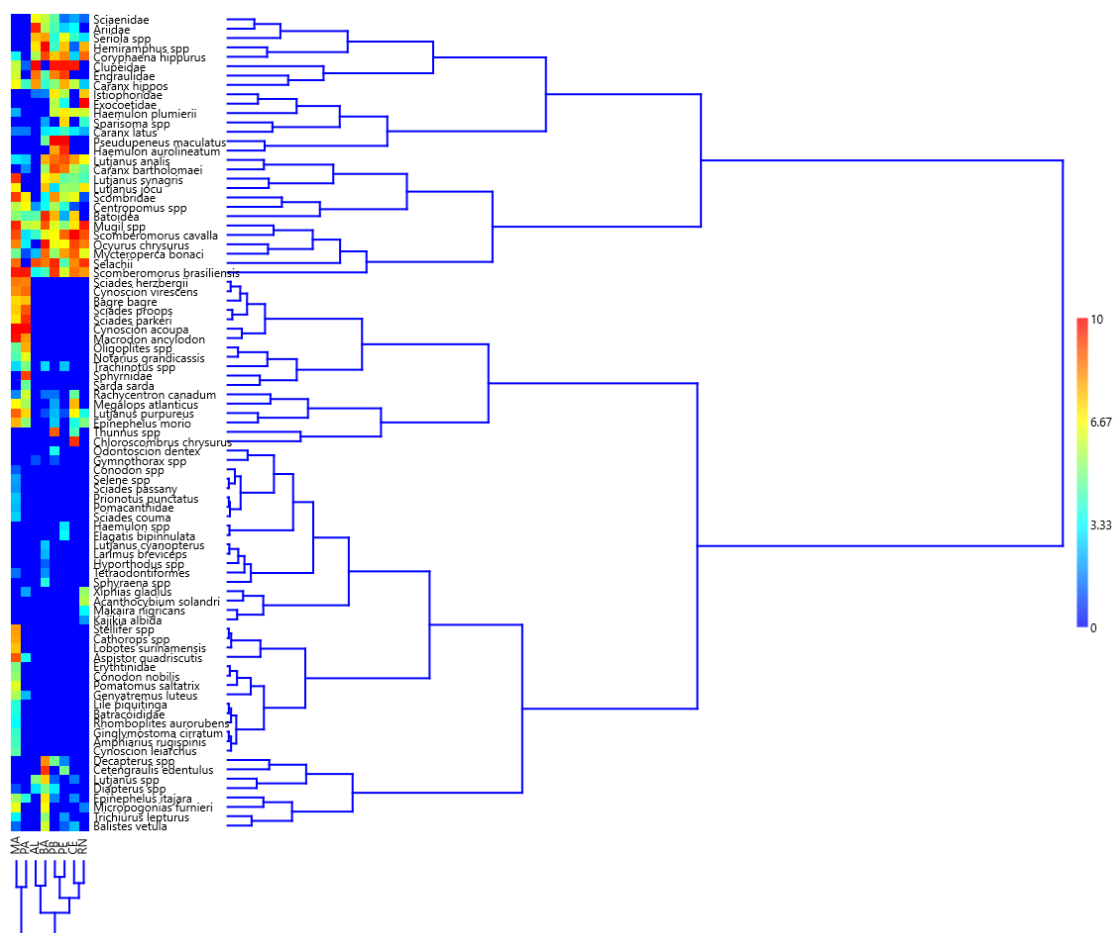 Sciaenidae
Ariidae
Seriola spp
Hemiramphus spp
Coryphaena hippurus
Clupeidae
Engraulidae
Caranx hippos
Istiophoridae
Exocoetidae
Haemulon plumierii
Sparisoma spp
Caranx latus
Pseudupeneus maculatus
Haemulon aurolineatum
Lutjanus analis
Caranx bartholomaei
Lutjanus synagris
Lutjanus jocu
Scombridae
Centropomus spp
Batoidea
Mugil spp
Scomberomorus cavalla
Ocyurus chrysurus
Mycteroperca bonaci
Selachii
Scomberomorus brasiliensis
Sciades herzbergii
Cynoscion virescens
Bagre bagre
Sciades proops
Sciades parkeri
Cynoscion acoupa
Macrodon ancylodon
Oligoplites spp
Notarius grandicassis
Trachinotus spp
Sphyrnidae
Sarda sarda
Rachycentron canadum
Megalops atlanticus
Lutjanus purpureus
Epinephelus morio
Thunnus spp
Chloroscombrus chrysurus
Odontoscion dentex
Gymnothorax spp
Conodon spp
Selene spp
Sciades passany
Prionotus punctatus
Pomacanthidae
Sciades couma
Haemulon spp
Elagatis bipinnulata
Lutjanus cyanopterus
Larimus breviceps
Hyporthodus spp
Tetraodontiformes
Sphyraena spp
Xiphias gladius
Acanthocybium solandri
Makaira nigricans
Kajikia albida
Stellifer spp
Cathorops spp
Lobotes surinamensis
Aspistor quadriscutis
Erythtinidae
Conodon nobilis
Pomatomus saltatrix
Genyatremus luteus
Lile piquitinga
Batracoididae
Rhomboplites aurorubens
Ginglymostoma cirratum
Amphiarius rugispinis
Cynoscion leiarchus
Decapterus spp
Cetengraulis edentulus
Lutjanus spp
Diapterus spp
Epinephelus itajara
Micropogonias furnieri
Trichiurus lepturus
Balistes vetula
MA PA AL BA PB PE CE RN
10
6.67
3.33
0